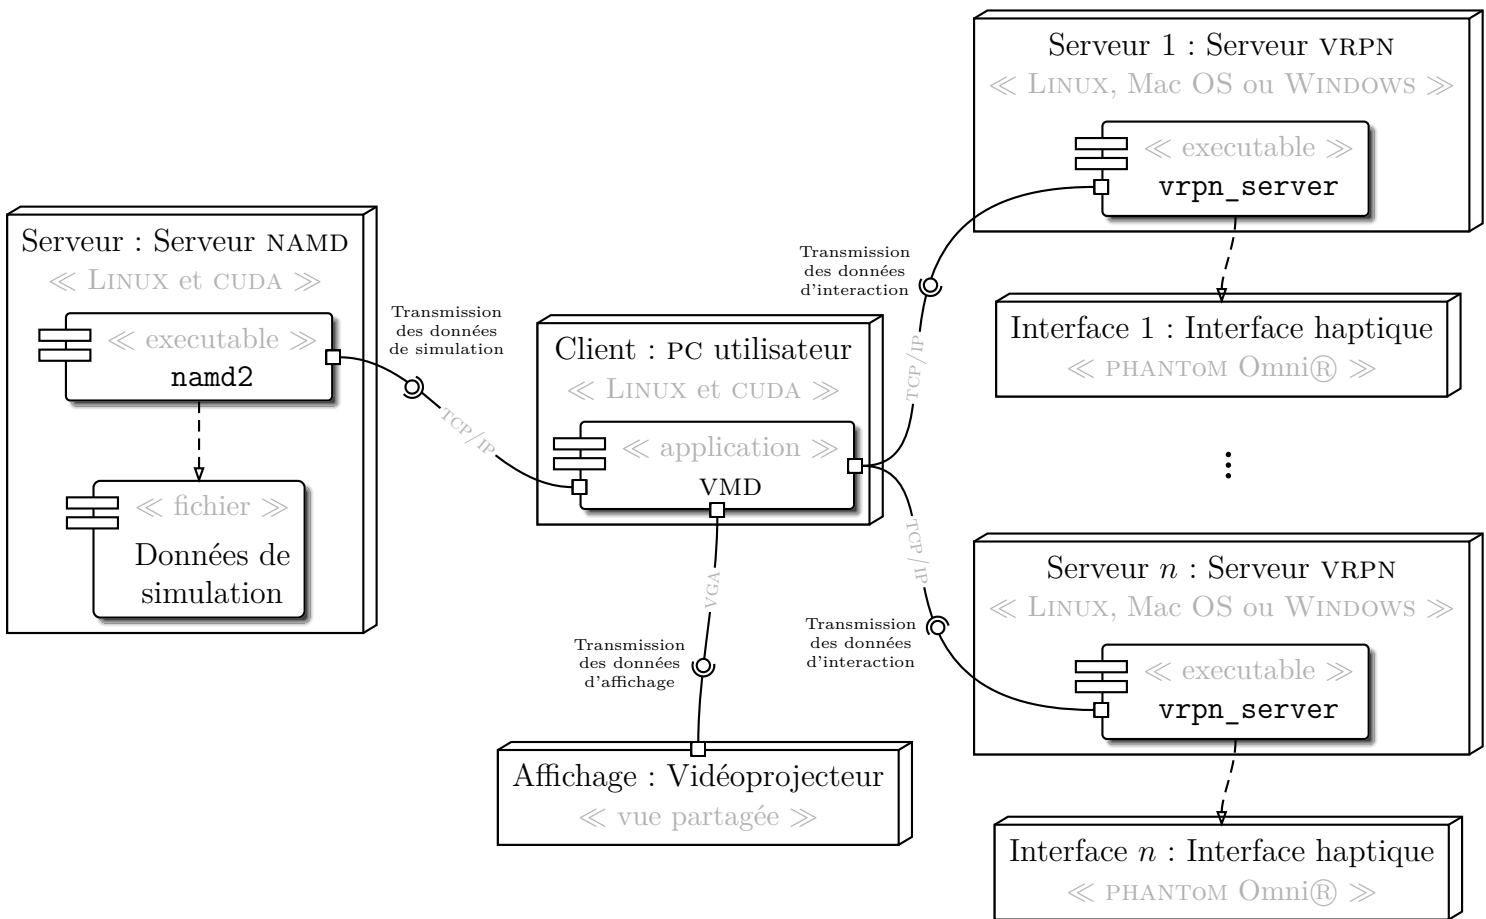 Serveur : Serveur NAMD
≪ LINUX et CUDA ≫
≪ executable ≫
namd2
≪ fichier ≫
Données de
simulation
Transmission
des données
de simulation
TCP/IP
Client : PC utilisateur
≪ LINUX et CUDA ≫
≪ application ≫
VMD
VGA
Transmission
des données
d'affichage
Affichage : Vidéoprojecteur
≪ vue partagée ≫
Transmission
des données
d'interaction
TCP/IP
Serveur 1 : Serveur VRPN
≪ LINUX, Mac OS ou WINDOWS ≫
≪ executable ≫
vrpn_server
Interface 1 : Interface haptique
≪ PHANTOM Omni® ≫
TCP/IP
Transmission
des données
d'interaction
Serveur n : Serveur VRPN
≪ LINUX, Mac OS ou WINDOWS ≫
≪ executable ≫
vrpn_server
Interface n : Interface haptique
≪ PHANTOM Omni® ≫